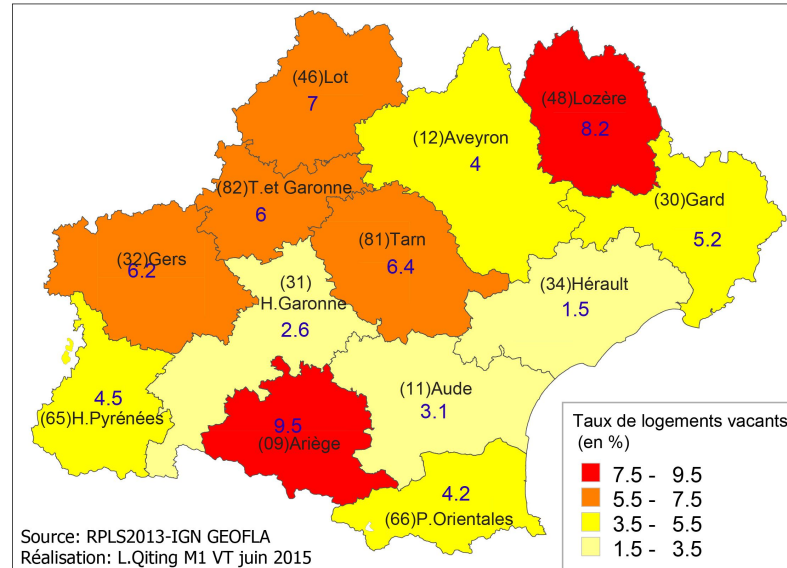 (46)Lot
7
(48)Lozère
8.2
(12)Aveyron
4
(82)T.et Garonne
6
(30)Gard
5.2
(32)Gers
6.2
(81)Tarn
6.4
(31)
H.Garonne
2.6
(34)Hérault
1.5
4.5
(65)H.Pyrénées
(11)Aude
3.1
9.5
(09)Ariège
4.2
(66)P.Orientales
Taux de logements vacants
(en %)
7.5 - 9.5
5.5 - 7.5
3.5 - 5.5
1.5 - 3.5
Source: RPLS2013-IGN GEOFLA
Réalisation: L.Qiting M1 VT juin 2015